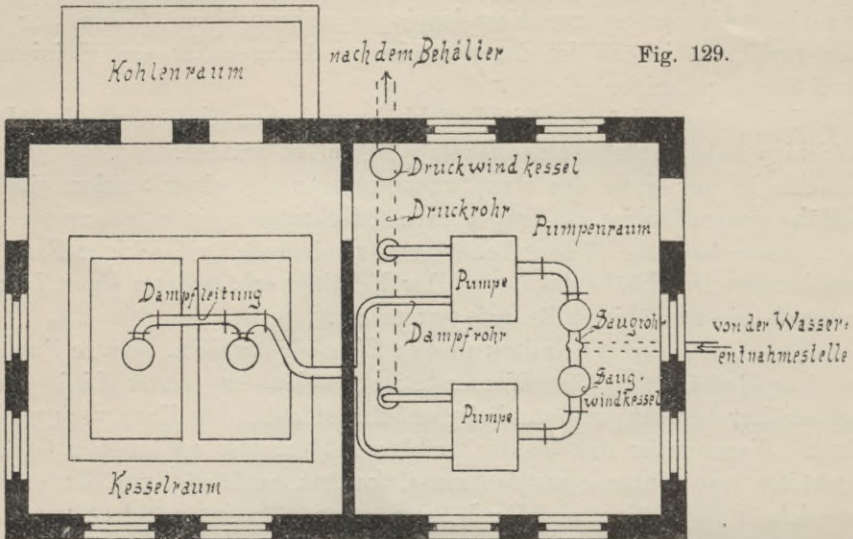 Fig. 129.
nach dem Behälter
Kohlenraum
Druckwindkessel
Druckrohr
Pumpenraum
Pumpe
Dampfleitung
Dampfrohr
Saugrohr
von der Wasser-
entnahmestelle
Saug-
windkessel
Pumpe
Kesselraum